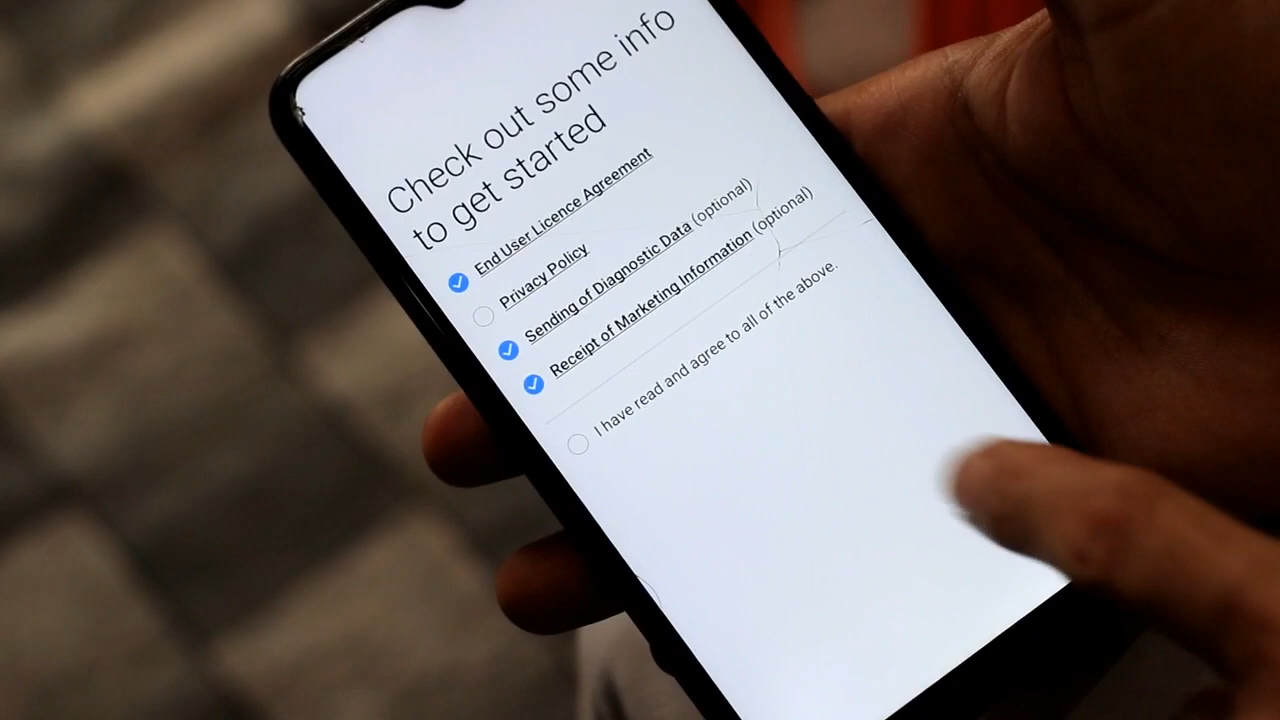 Check out some info
to get started
End User Licence Agreement
Privacy Policy
Sending of Diagnostic Data (optional)
Receipt of Marketing Information (optional)
I have read and agree to all of the above.